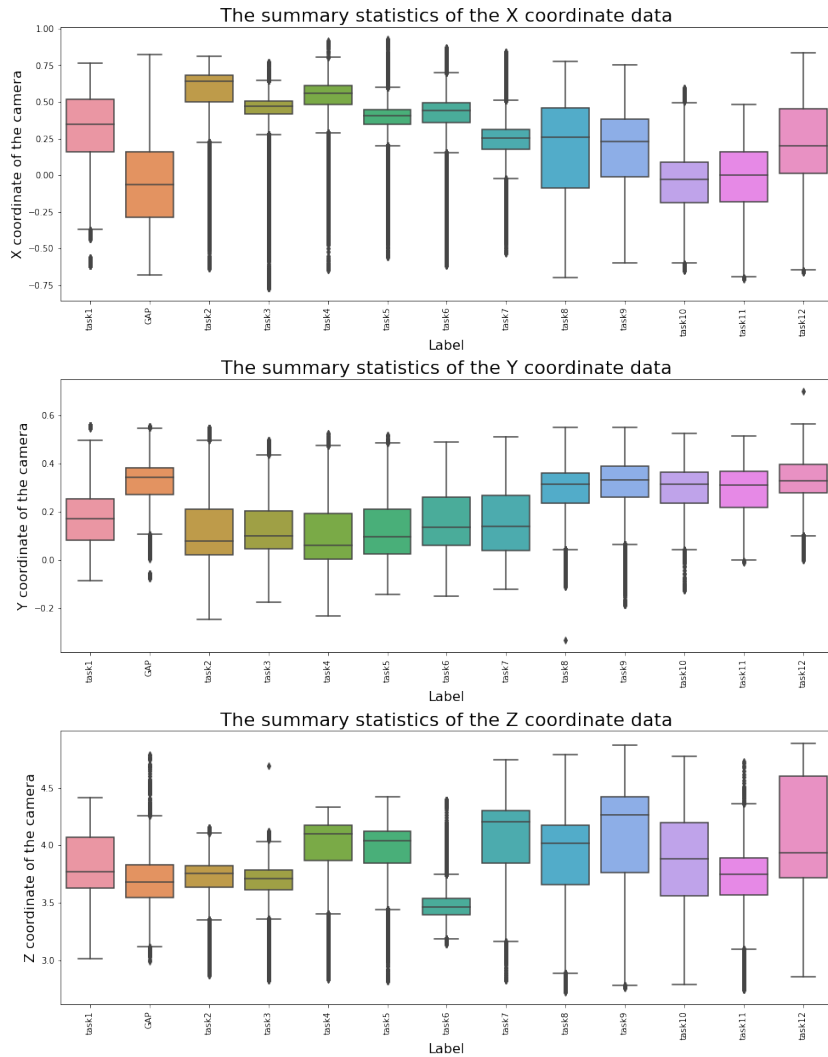 The summary statistics of the X coordinate data
X coordinate of the camera
1.00
0.75
0.50
0.25
0.00
−0.25
−0.50
−0.75
task1 GAP task2 task3 task4 task5 task6 task7 task8 task9 task10 task11 task12
Label
The summary statistics of the Y coordinate data
Y coordinate of the camera
0.6
0.4
0.2
0.0
−0.2
task1 GAP task2 task3 task4 task5 task6 task7 task8 task9 task10 task11 task12
Label
The summary statistics of the Z coordinate data
Z coordinate of the camera
4.5
4.0
3.5
3.0
task1 GAP task2 task3 task4 task5 task6 task7 task8 task9 task10 task11 task12
Label